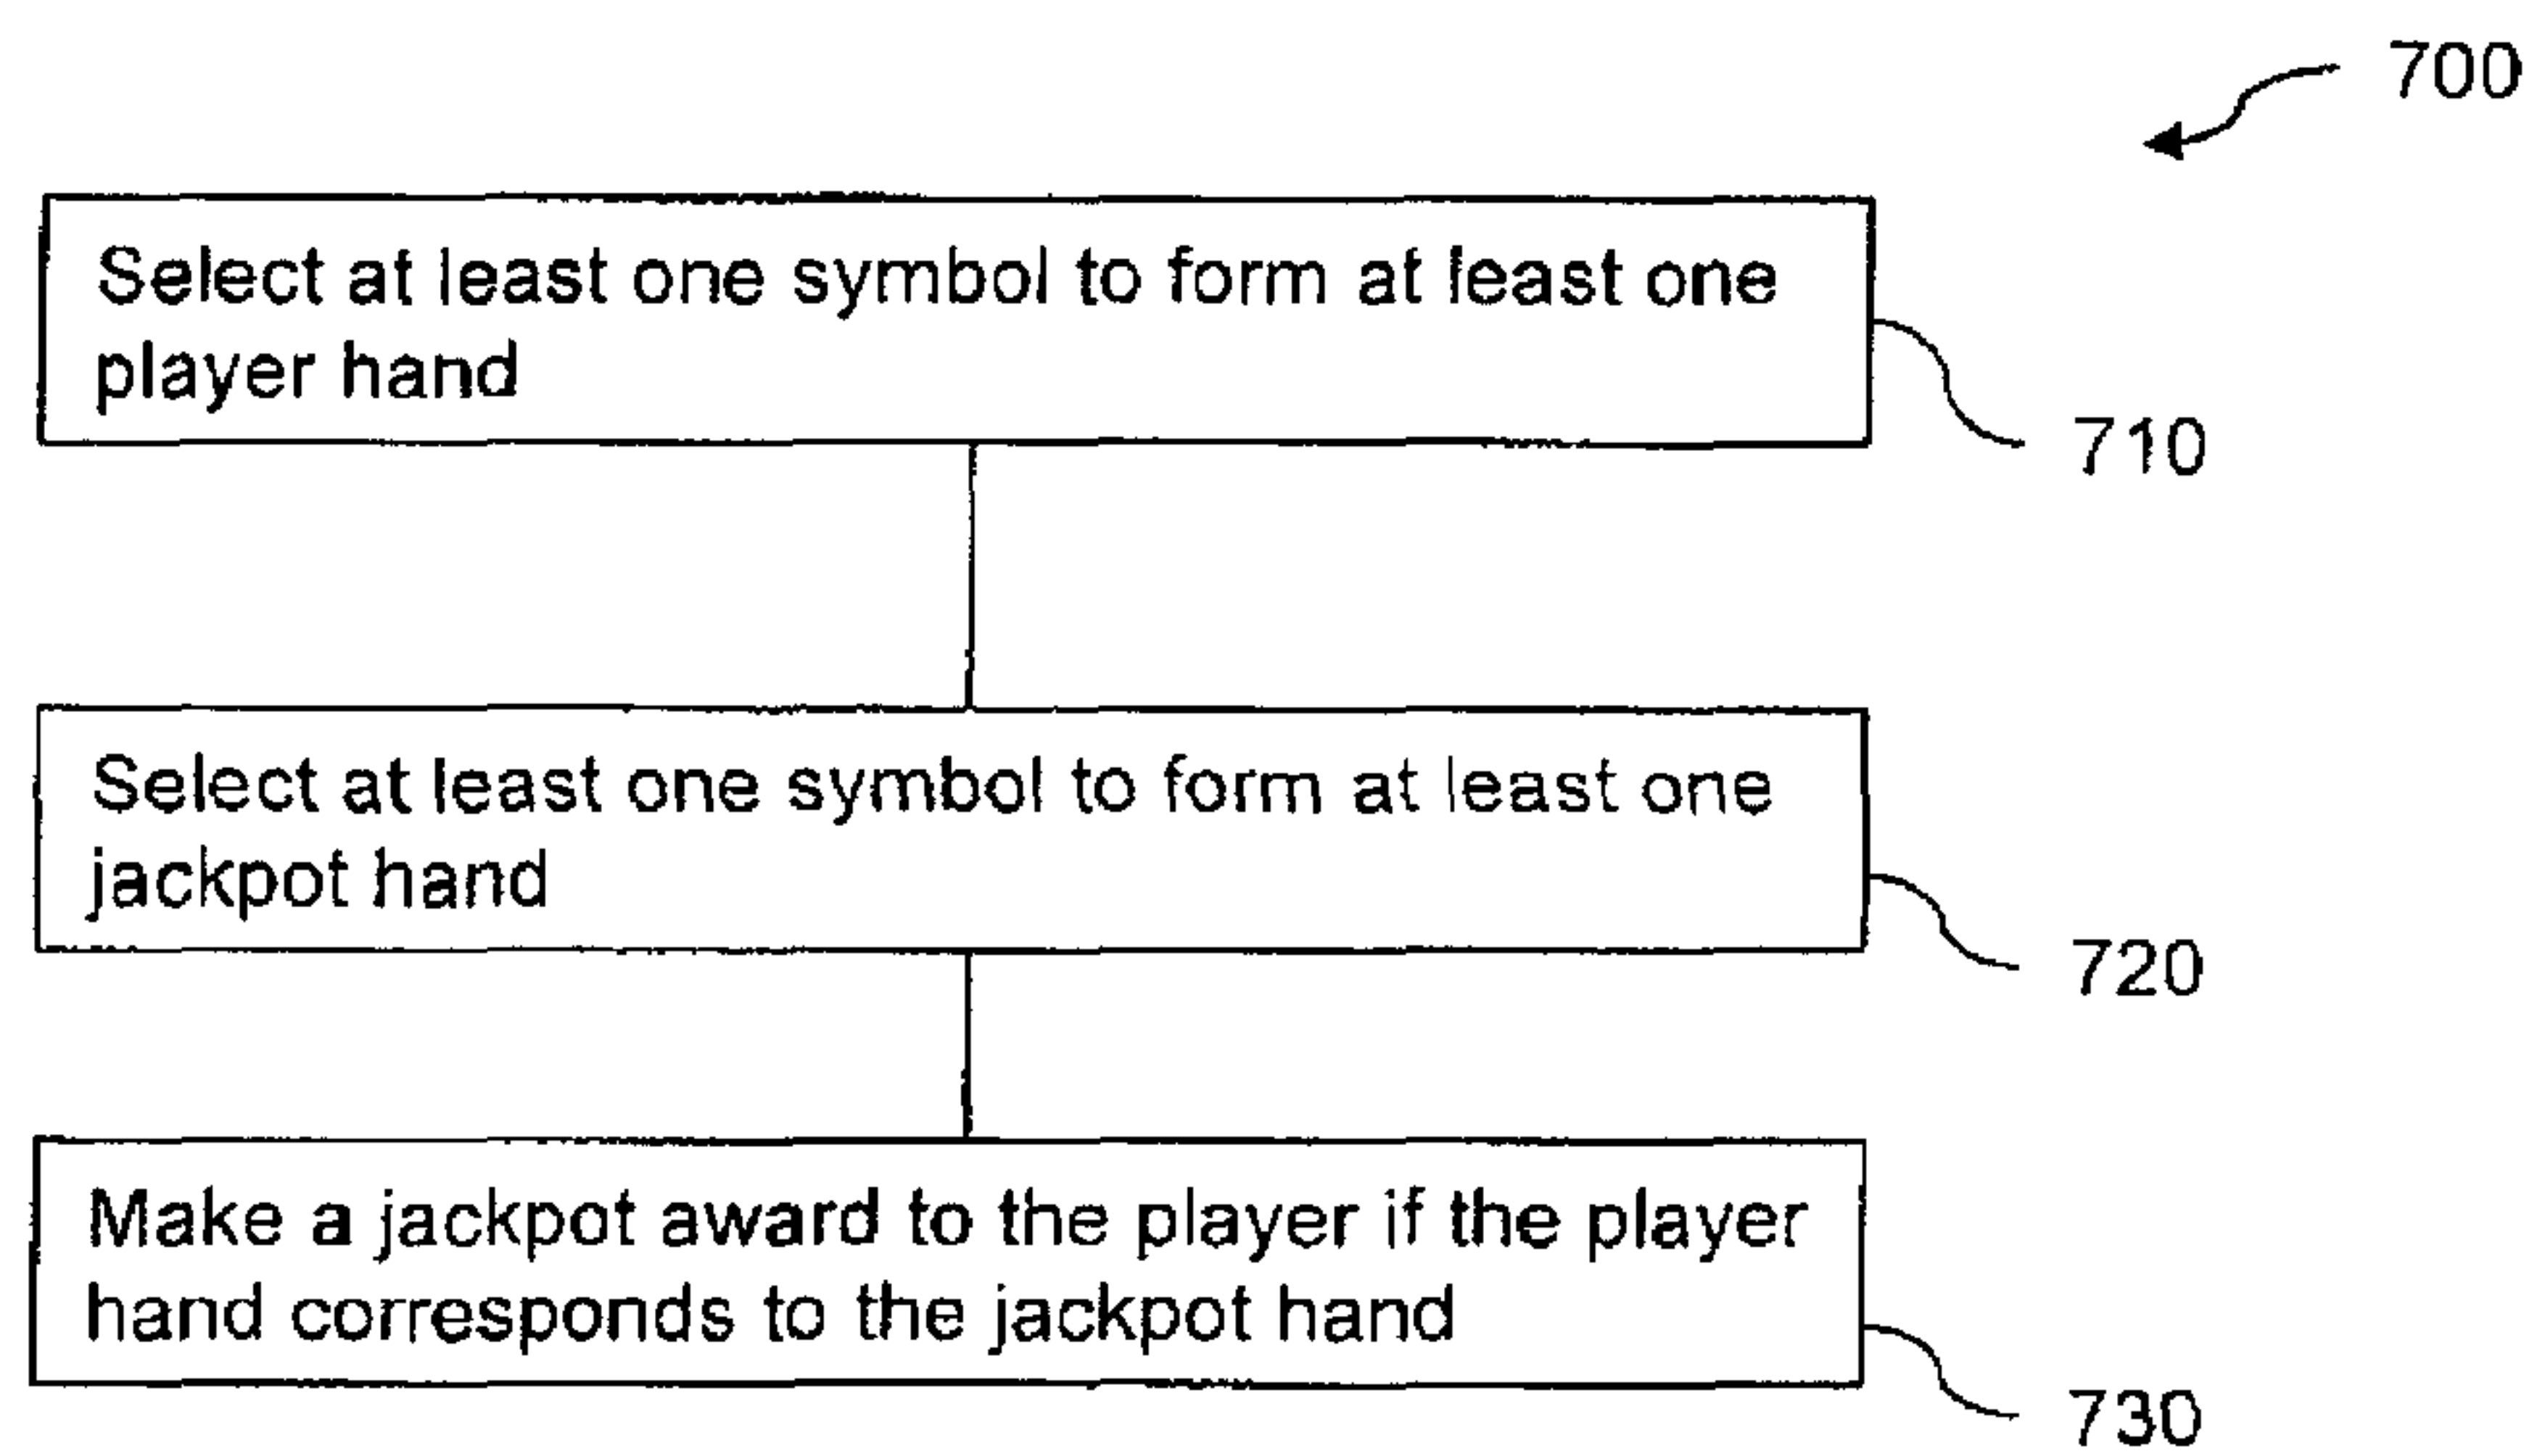 700
Select at least one symbol to form at least one
player hand
710
Select at least one symbol to form at least one
jackpot hand
720
Make a jackpot award to the player if the player
hand corresponds to the jackpot hand
730